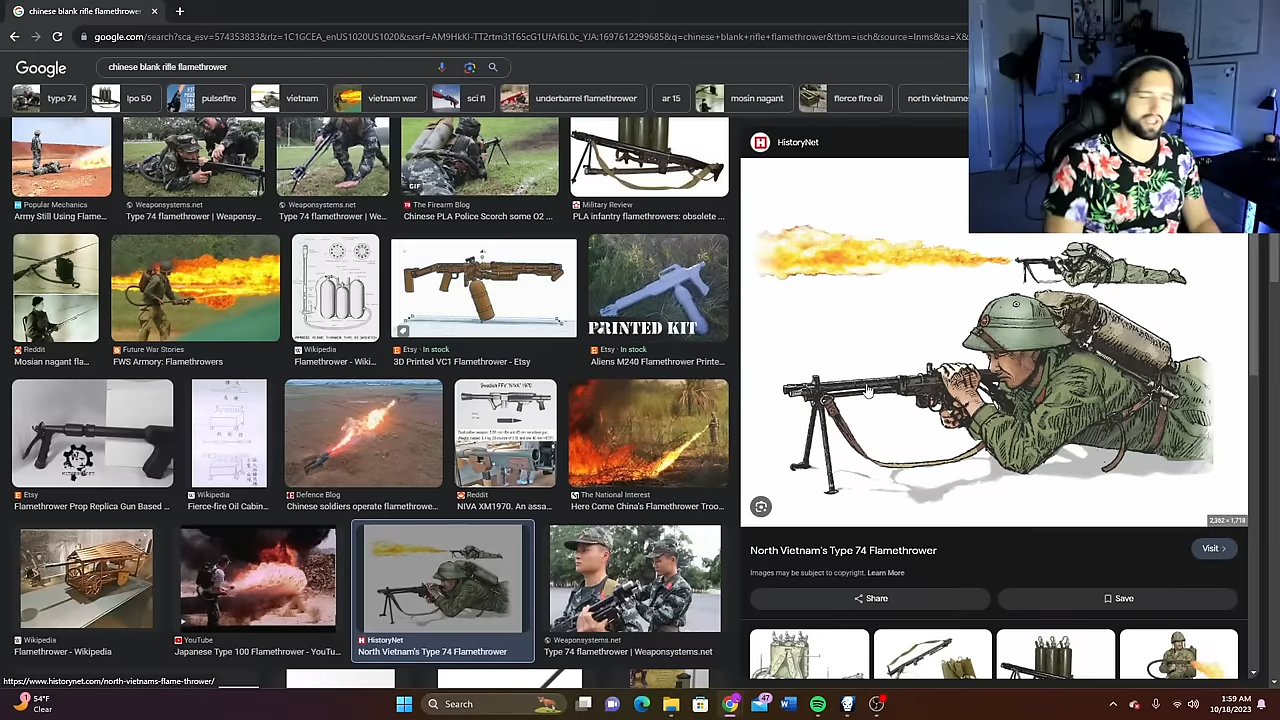 chinese blank rifle flamethrower
google.com/search?sca_esv=574353833&rlz=1C1GCEA_enUS1020US1020&sxsrf=AM9HkKl-TT2rtm3tT65cG1UfAf6L0c_YJA:1697612299685&q=chinese+blank+rifle+flamethrower&tbm=isch&source=lnms&sa=X&
Google
chinese blank rifle flamethrower
type 74
lpo 50
pulsefire
vietnam
vietnam war
sci fi
underbarrel flamethrower
ar 15
mosin nagant
fierce fire oil
north vietname
HistoryNet
GIF
Popular Mechanics
Army Still Using Flame...
Weaponsystems.net
Type 74 flamethrower | Weaponsy...
Weaponsystems.net
Type 74 flamethrower | We...
The Firearm Blog
Chinese PLA Police Scorch some O2 ...
Military Review
PLA infantry flamethrowers: obsolete ...
PRINTED KIT
Reddit
Mosian nagant fla...
Future War Stories
FWS Armory: Flamethrowers
Wikipedia
Flamethrower - Wiki...
Etsy · In stock
3D Printed VC1 Flamethrower - Etsy
Etsy · In stock
Aliens M240 Flamethrower Printe...
Swedish FFV "NIVA" 1970
Etsy
Flamethrower Prop Replica Gun Based ...
Wikipedia
Fierce-fire Oil Cabin...
Defence Blog
Chinese soldiers operate flamethrowe...
Reddit
NIVA XM1970. An assa...
The National Interest
Here Come China's Flamethrower Troo...
2,362 × 1,718
North Vietnam's Type 74 Flamethrower
Visit
Images may be subject to copyright. Learn More
Share
Save
Wikipedia
Flamethrower - Wikipedia
YouTube
Japanese Type 100 Flamethrower - YouTu...
HistoryNet
North Vietnam's Type 74 Flamethrower
Weaponsystems.net
Type 74 flamethrower | Weaponsystems.net
https://www.historynet.com/north-vietnams-flame-thrower/
54°F
Clear
Search
47
1:59 AM
10/18/2023